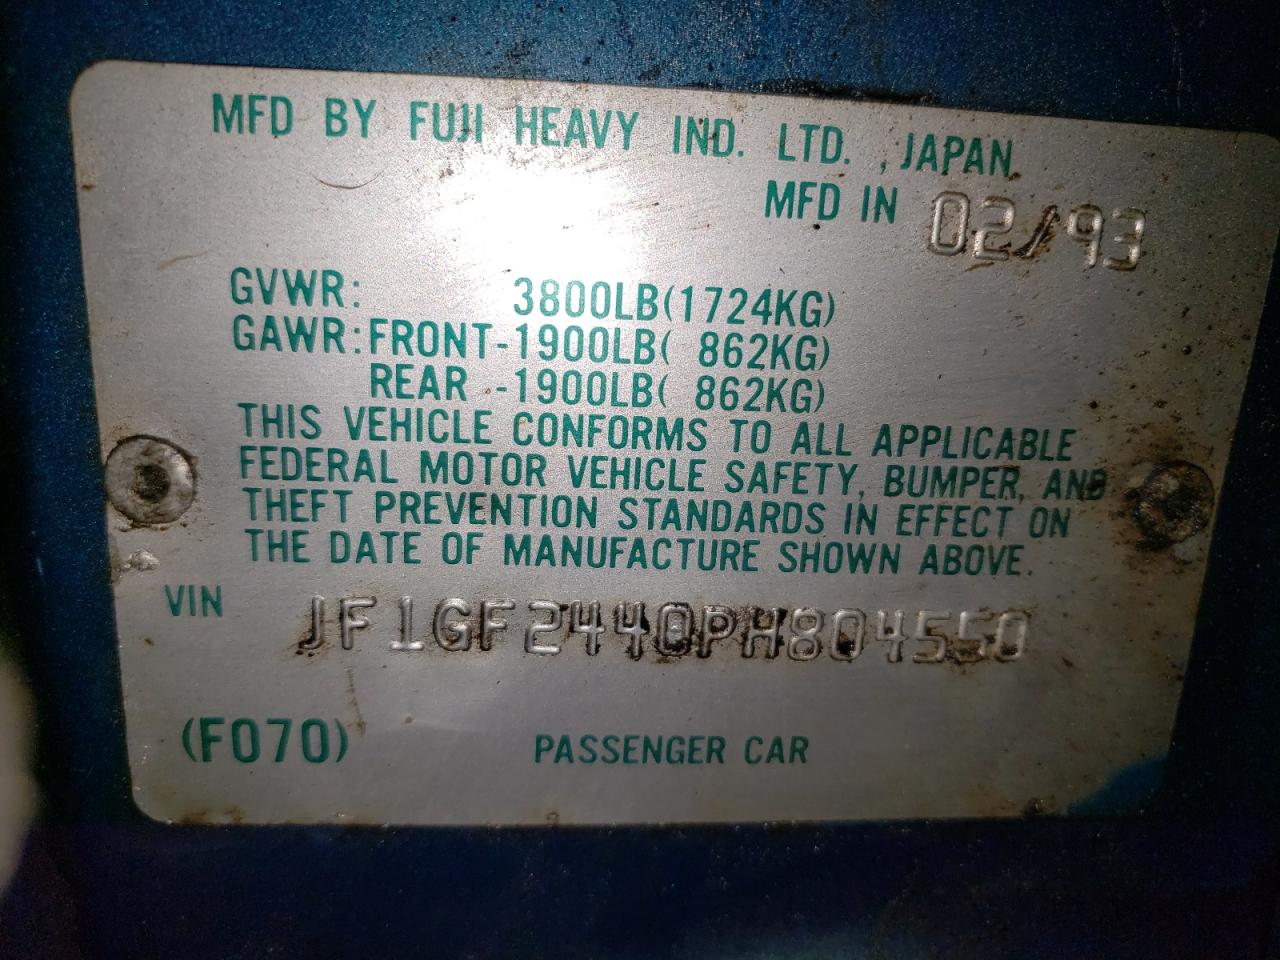 MFD BY FUJI HEAVY IND. LTD. , JAPAN
MFD IN 02/93
GVWR: 3800LB(1724KG)
GAWR:FRONT-1900LB( 862KG)
REAR -1900LB( 862KG)
THIS VEHICLE CONFORMS TO ALL APPLICABLE
FEDERAL MOTOR VEHICLE SAFETY, BUMPER, AND
THEFT PREVENTION STANDARDS IN EFFECT ON
THE DATE OF MANUFACTURE SHOWN ABOVE.
VIN JF1GF2440PH804550
(F070) PASSENGER CAR